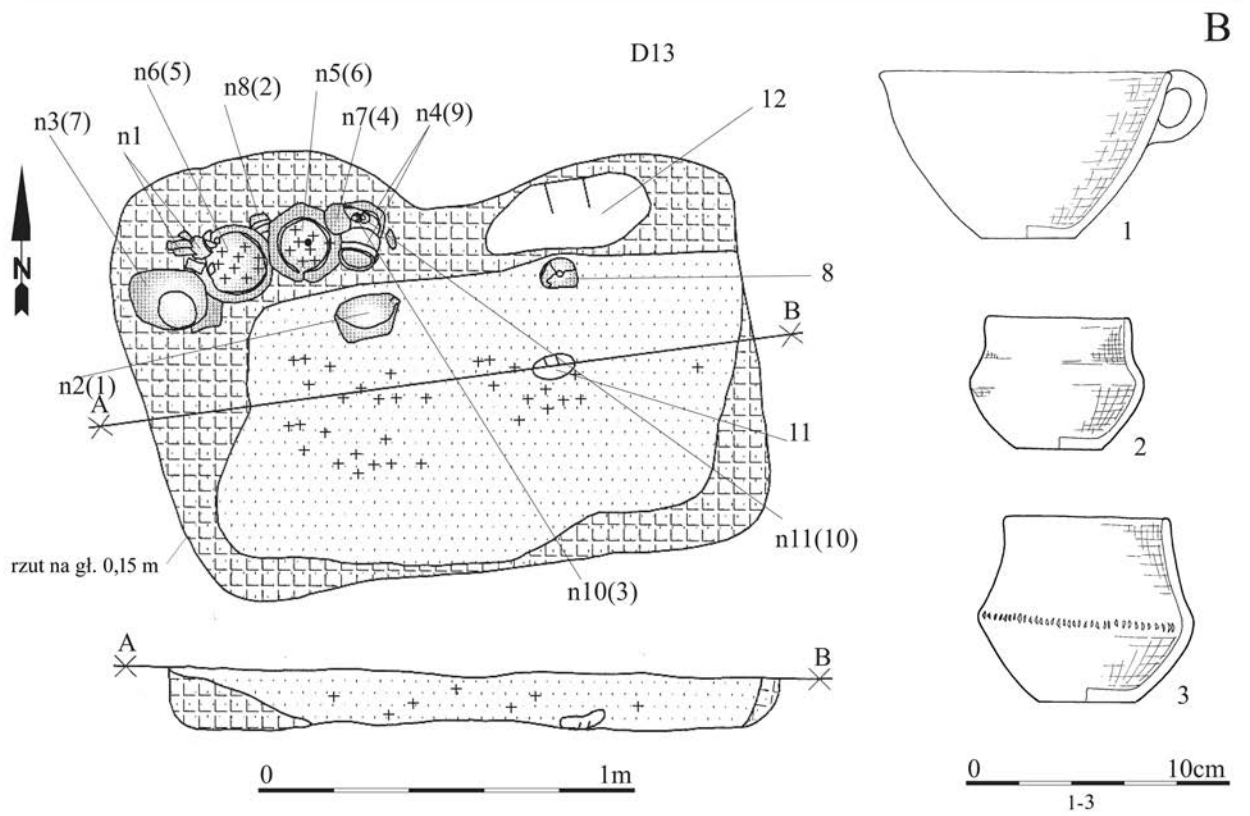 B
D13
n6(5)
n8(2)
n5(6)
n7(4)
n4(9)
n3(7)
n1
12
N
8
B
n2(1)
A
11
n11(10)
n10(3)
rzut na gł. 0,15 m
A
B
0 1m
1
2
3
0 10cm
1-3